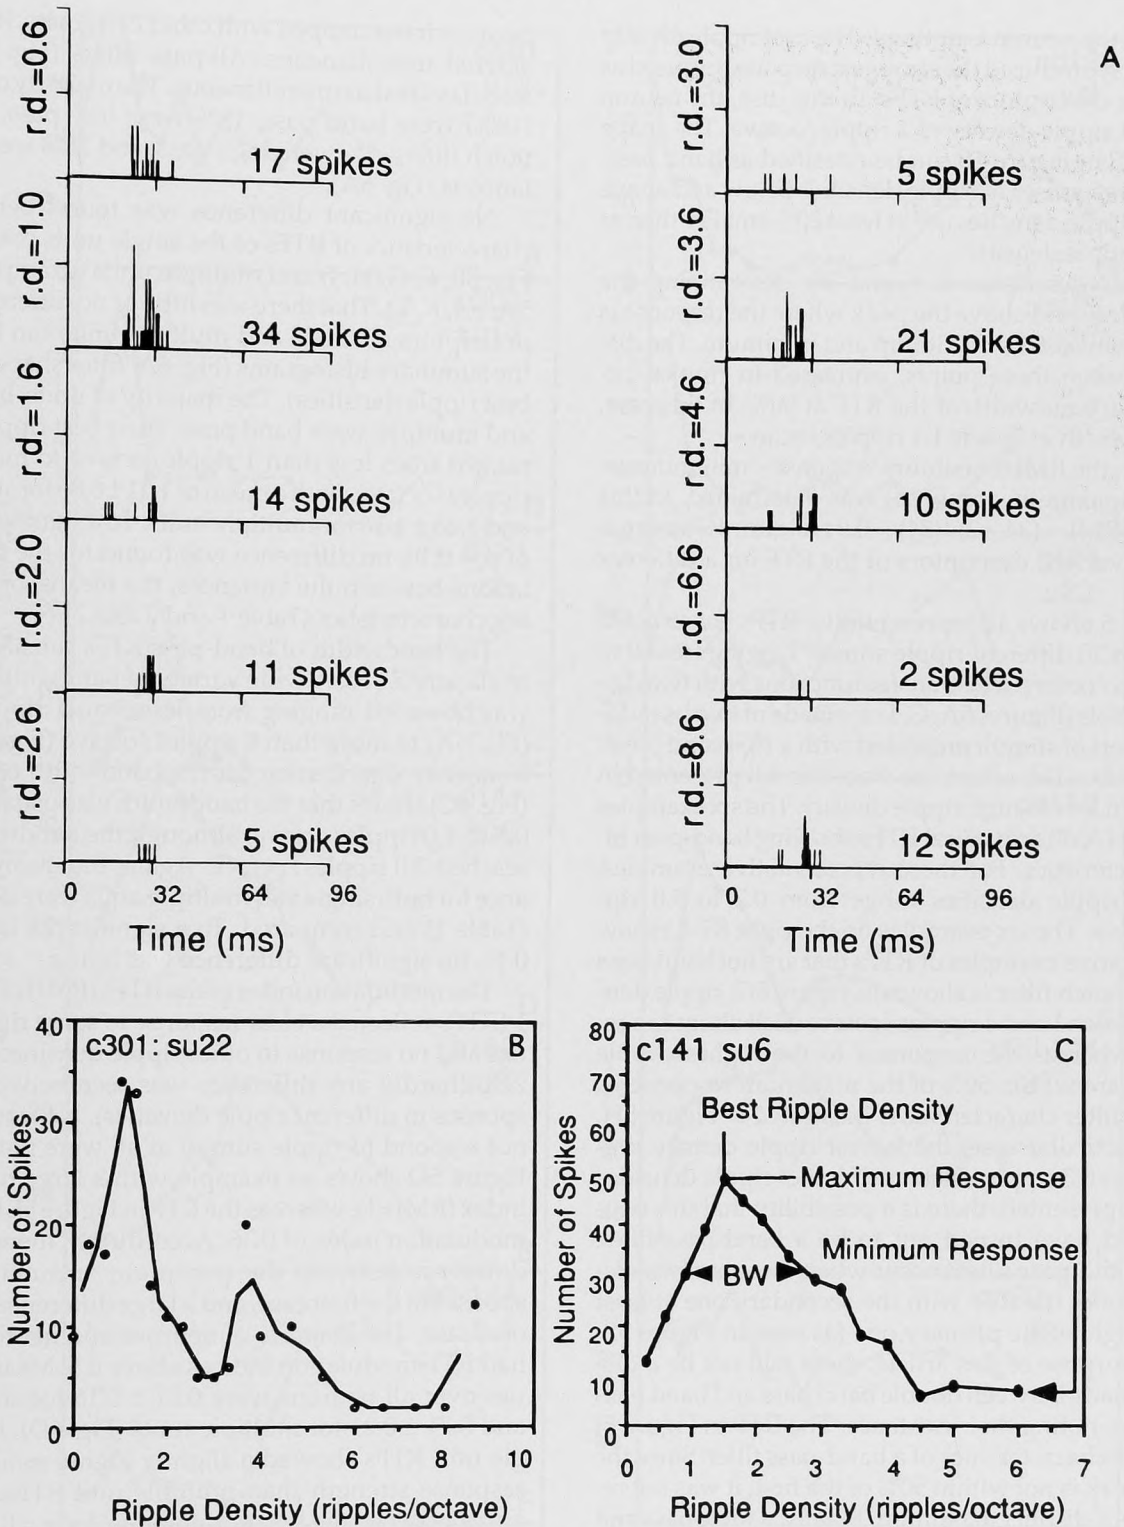 A
r.d.=0.6
17 spikes
r.d.=1.0
34 spikes
r.d.=1.6
14 spikes
r.d.=2.0
11 spikes
r.d.=2.6
5 spikes
0 32 64 96
Time (ms)
r.d.=3.0
5 spikes
r.d.=3.6
21 spikes
r.d.=4.6
10 spikes
r.d.=6.6
2 spikes
r.d.=8.6
12 spikes
0 32 64 96
Time (ms)
c301: su22
B
40
30
20
10
0
Number of Spikes
0 2 4 6 8 10
Ripple Density (ripples/octave)
c141 su6
C
Best Ripple Density
Maximum Response
Minimum Response
BW
80
70
60
50
40
30
20
10
0
Number of Spikes
0 1 2 3 4 5 6 7
Ripple Density (ripples/octave)